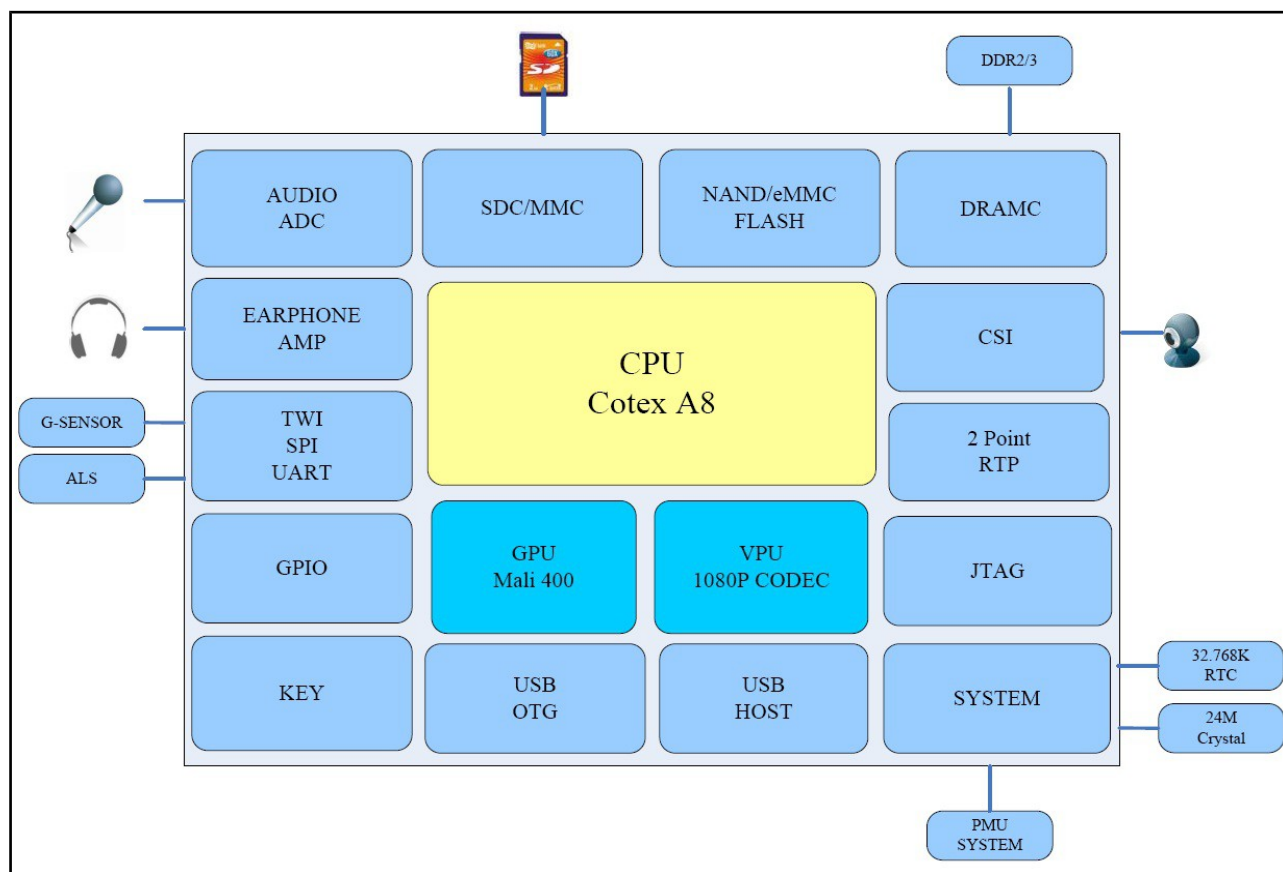 DDR2/3
AUDIO
ADC
SDC/MMC
NAND/eMMC
FLASH
DRAMC
EARPHONE
AMP
CPU
Cotex A8
CSI
G-SENSOR
ALS
TWI
SPI
UART
2 Point
RTP
GPIO
GPU
Mali 400
VPU
1080P CODEC
JTAG
KEY
USB
OTG
USB
HOST
SYSTEM
32.768K
RTC
24M
Crystal
PMU
SYSTEM